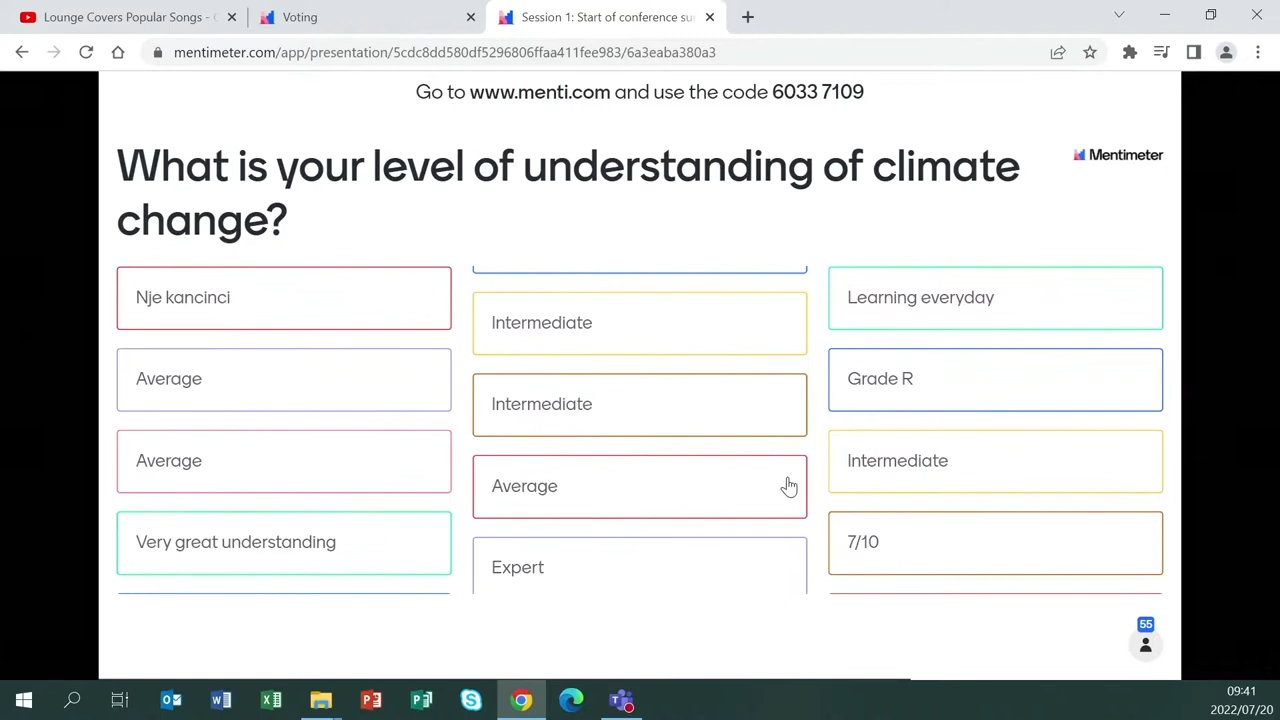 Lounge Covers Popular Songs -
Voting
Session 1: Start of conference su
mentimeter.com/app/presentation/5cdc8dd580df5296806ffaa411fee983/6a3eaba380a3
Go to www.menti.com and use the code 6033 7109
What is your level of understanding of climate
change?
Mentimeter
Nje kancinci
Average
Average
Very great understanding
Intermediate
Intermediate
Average
Expert
Learning everyday
Grade R
Intermediate
7/10
55
09:41
2022/07/20